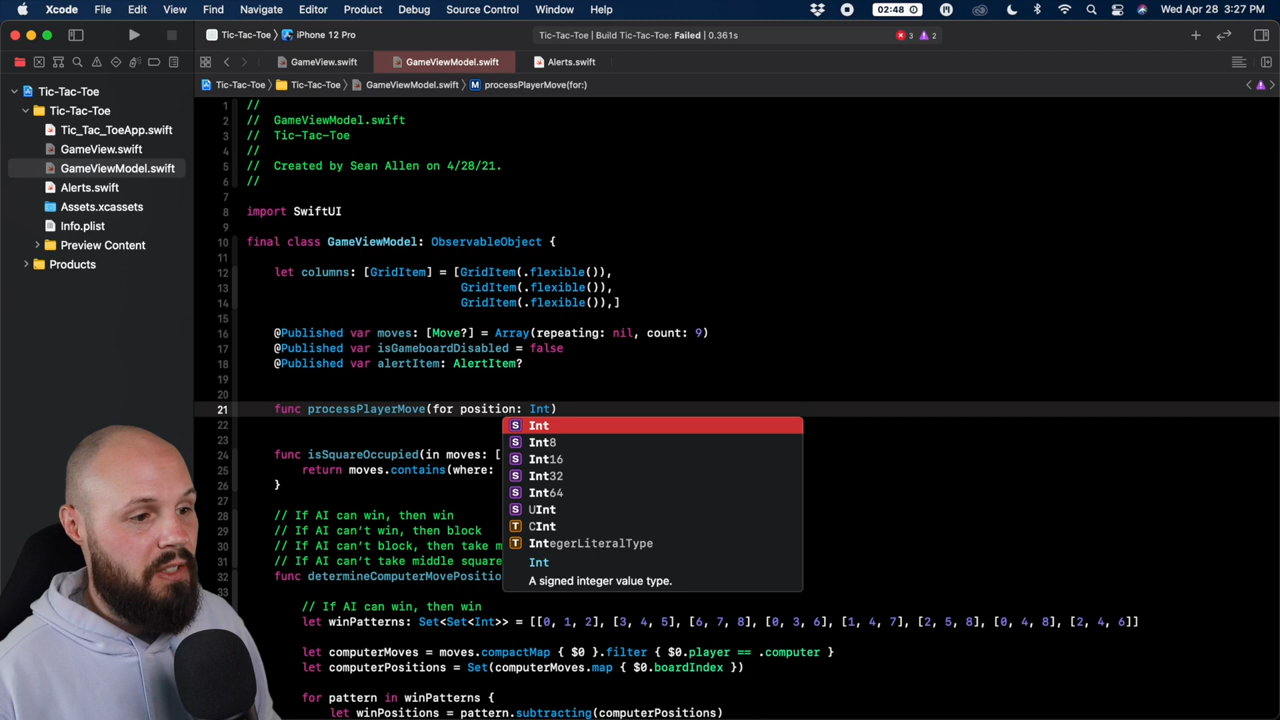 Xcode File Edit View Find Navigate Editor Product Debug Source Control Window Help 02:48 Wed Apr 28 3:27 PM
Tic-Tac-Toe iPhone 12 Pro Tic-Tac-Toe | Build Tic-Tac-Toe: Failed | 0.361s 3 2
GameView.swift GameViewModel.swift Alerts.swift
Tic-Tac-Toe Tic-Tac-Toe GameViewModel.swift M processPlayerMove(for:)
Tic-Tac-Toe
Tic-Tac-Toe
Tic_Tac_ToeApp.swift
GameView.swift
GameViewModel.swift
Alerts.swift
Assets.xcassets
Info.plist
Preview Content
Products
1 //
2 // GameViewModel.swift
3 // Tic-Tac-Toe
4 //
5 // Created by Sean Allen on 4/28/21.
6 //
7
8 import SwiftUI
9
10 final class GameViewModel: ObservableObject {
11
12 let columns: [GridItem] = [GridItem(.flexible()),
13 GridItem(.flexible()),
14 GridItem(.flexible()),]
15
16 @Published var moves: [Move?] = Array(repeating: nil, count: 9)
17 @Published var isGameboardDisabled = false
18 @Published var alertItem: AlertItem?
19
20
21 func processPlayerMove(for position: Int)
22
23
24 func isSquareOccupied(in moves: [
25 return moves.contains(where:
26 }
27
28 // If AI can win, then win
29 // If AI can't win, then block
30 // If AI can't block, then take m
31 // If AI can't take middle square
32 func determineComputerMovePositio
33
// If AI can win, then win
let winPatterns: Set<Set<Int>> = [[0, 1, 2], [3, 4, 5], [6, 7, 8], [0, 3, 6], [1, 4, 7], [2, 5, 8], [0, 4, 8], [2, 4, 6]]
let computerMoves = moves.compactMap { $0 }.filter { $0.player == .computer }
let computerPositions = Set(computerMoves.map { $0.boardIndex })
for pattern in winPatterns {
let winPositions = pattern.subtracting(computerPositions)
S Int
S Int8
S Int16
S Int32
S Int64
S UInt
T CInt
T IntegerLiteralType
Int
A signed integer value type.